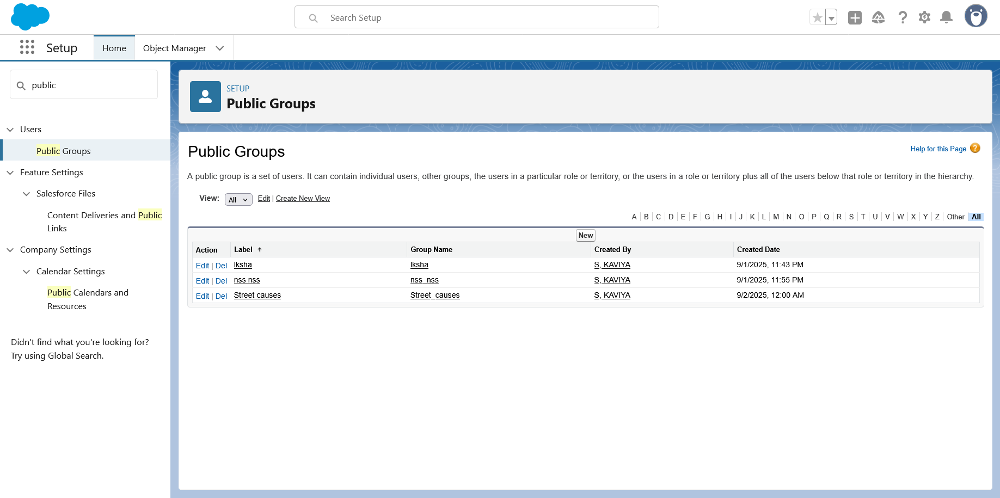 Search Setup
Setup
Home
Object Manager
public
Users
Public Groups
Feature Settings
Salesforce Files
Content Deliveries and Public
Links
Company Settings
Calendar Settings
Public Calendars and
Resources
Didn't find what you're looking for?
Try using Global Search.
SETUP
Public Groups
Public Groups
Help for this Page ?
A public group is a set of users. It can contain individual users, other groups, the users in a particular role or territory, or the users in a role or territory plus all of the users below that role or territory in the hierarchy.
View: All Edit | Create New View
A B C D E F G H I J K L M N O P Q R S T U V W X Y Z Other All
New
Action Label Group Name Created By Created Date
Edit | Del lksha lksha S, KAVIYA 9/1/2025, 11:43 PM
Edit | Del nss nss nss_nss S, KAVIYA 9/1/2025, 11:55 PM
Edit | Del Street causes Street_causes S, KAVIYA 9/2/2025, 12:00 AM